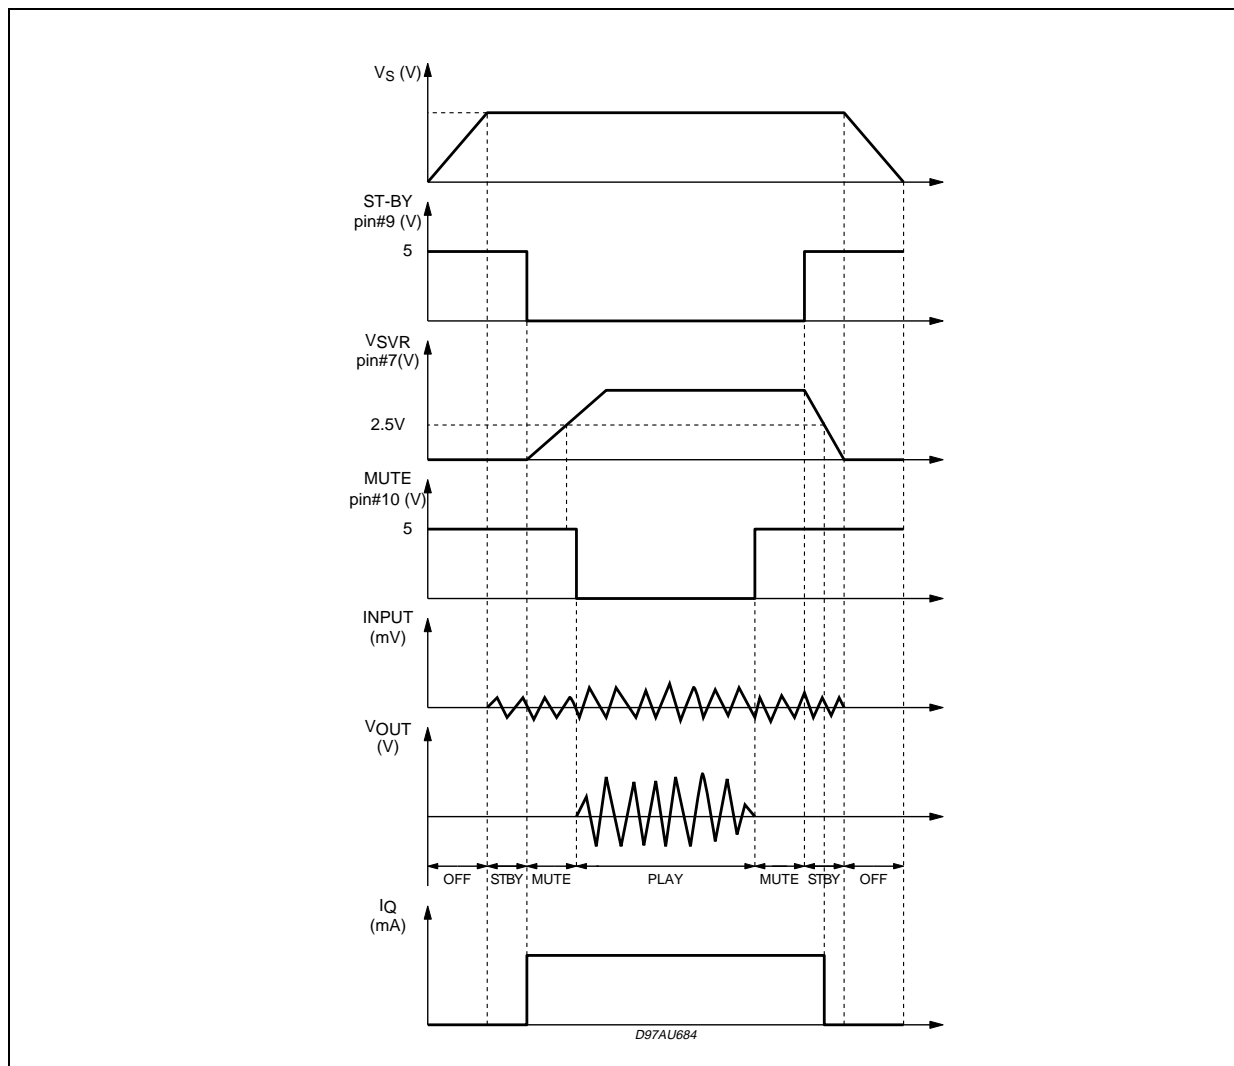 VS (V)
ST-BY
pin#9 (V)
5
VSVR
pin#7(V)
2.5V
MUTE
pin#10 (V)
5
INPUT
(mV)
VOUT
(V)
OFF STBY MUTE PLAY MUTE STBY OFF
IQ
(mA)
D97AU684